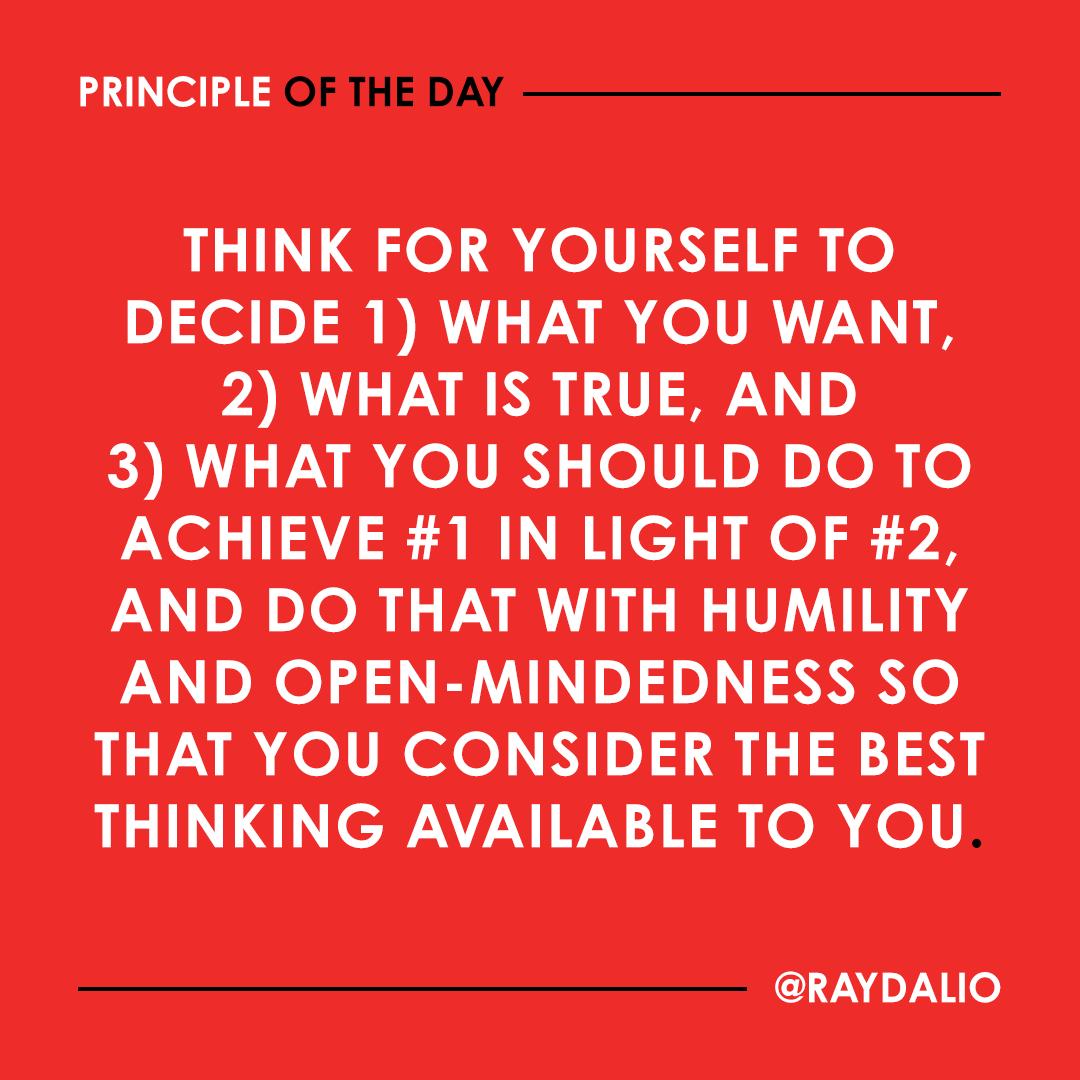 PRINCIPLE OF THE DAY
THINK FOR YOURSELF TO
DECIDE 1) WHAT YOU WANT,
2) WHAT IS TRUE, AND
3) WHAT YOU SHOULD DO TO
ACHIEVE #1 IN LIGHT OF #2,
AND DO THAT WITH HUMILITY
AND OPEN-MINDEDNESS SO
THAT YOU CONSIDER THE BEST
THINKING AVAILABLE TO YOU.
@RAYDALIO